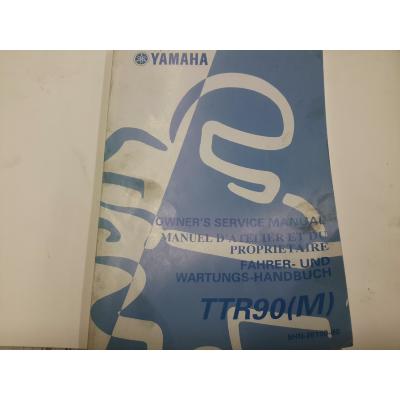 YAMAHA
OWNER'S SERVICE MANUAL
MANUEL D'ATELIER ET DU
PROPRIETAIRE
FAHRER- UND
WARTUNGS-HANDBUCH
TTR90(M)